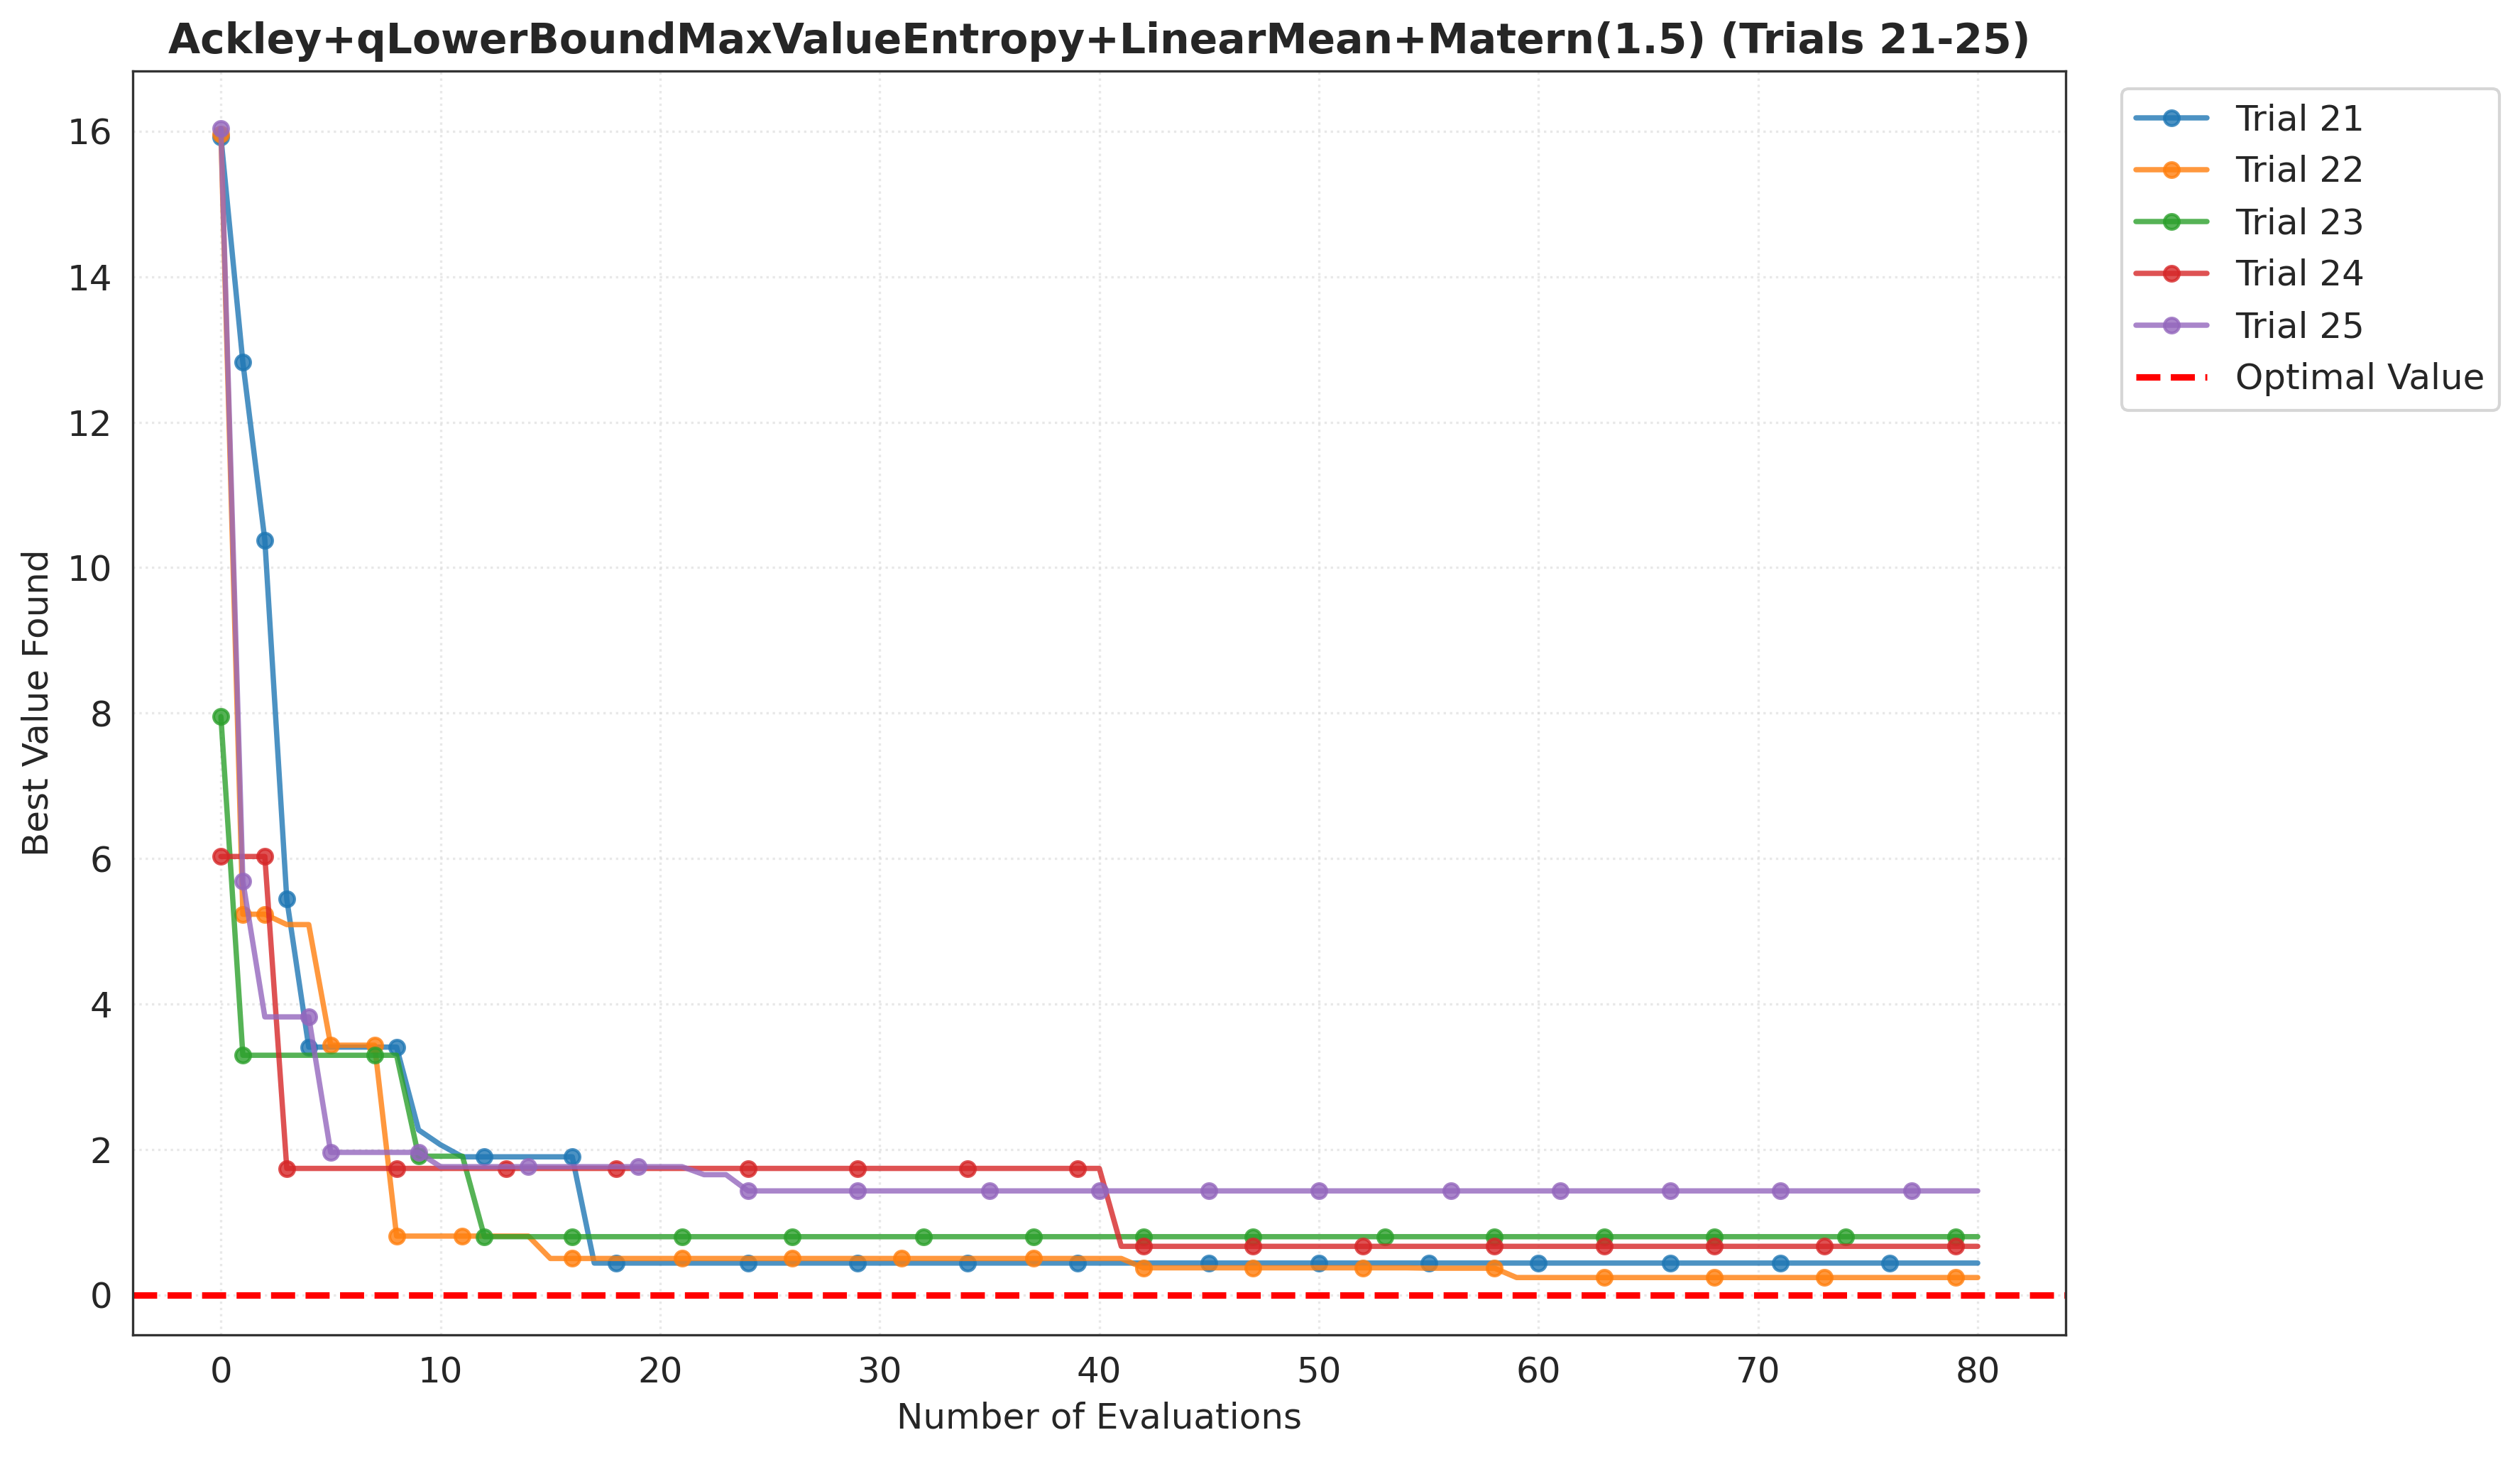 Ackley+qLowerBoundMaxValueEntropy+LinearMean+Matern(1.5) (Trials 21-25)
Best Value Found
16
14
12
10
8
6
4
2
0
0 10 20 30 40 50 60 70 80
Number of Evaluations
Trial 21
Trial 22
Trial 23
Trial 24
Trial 25
Optimal Value